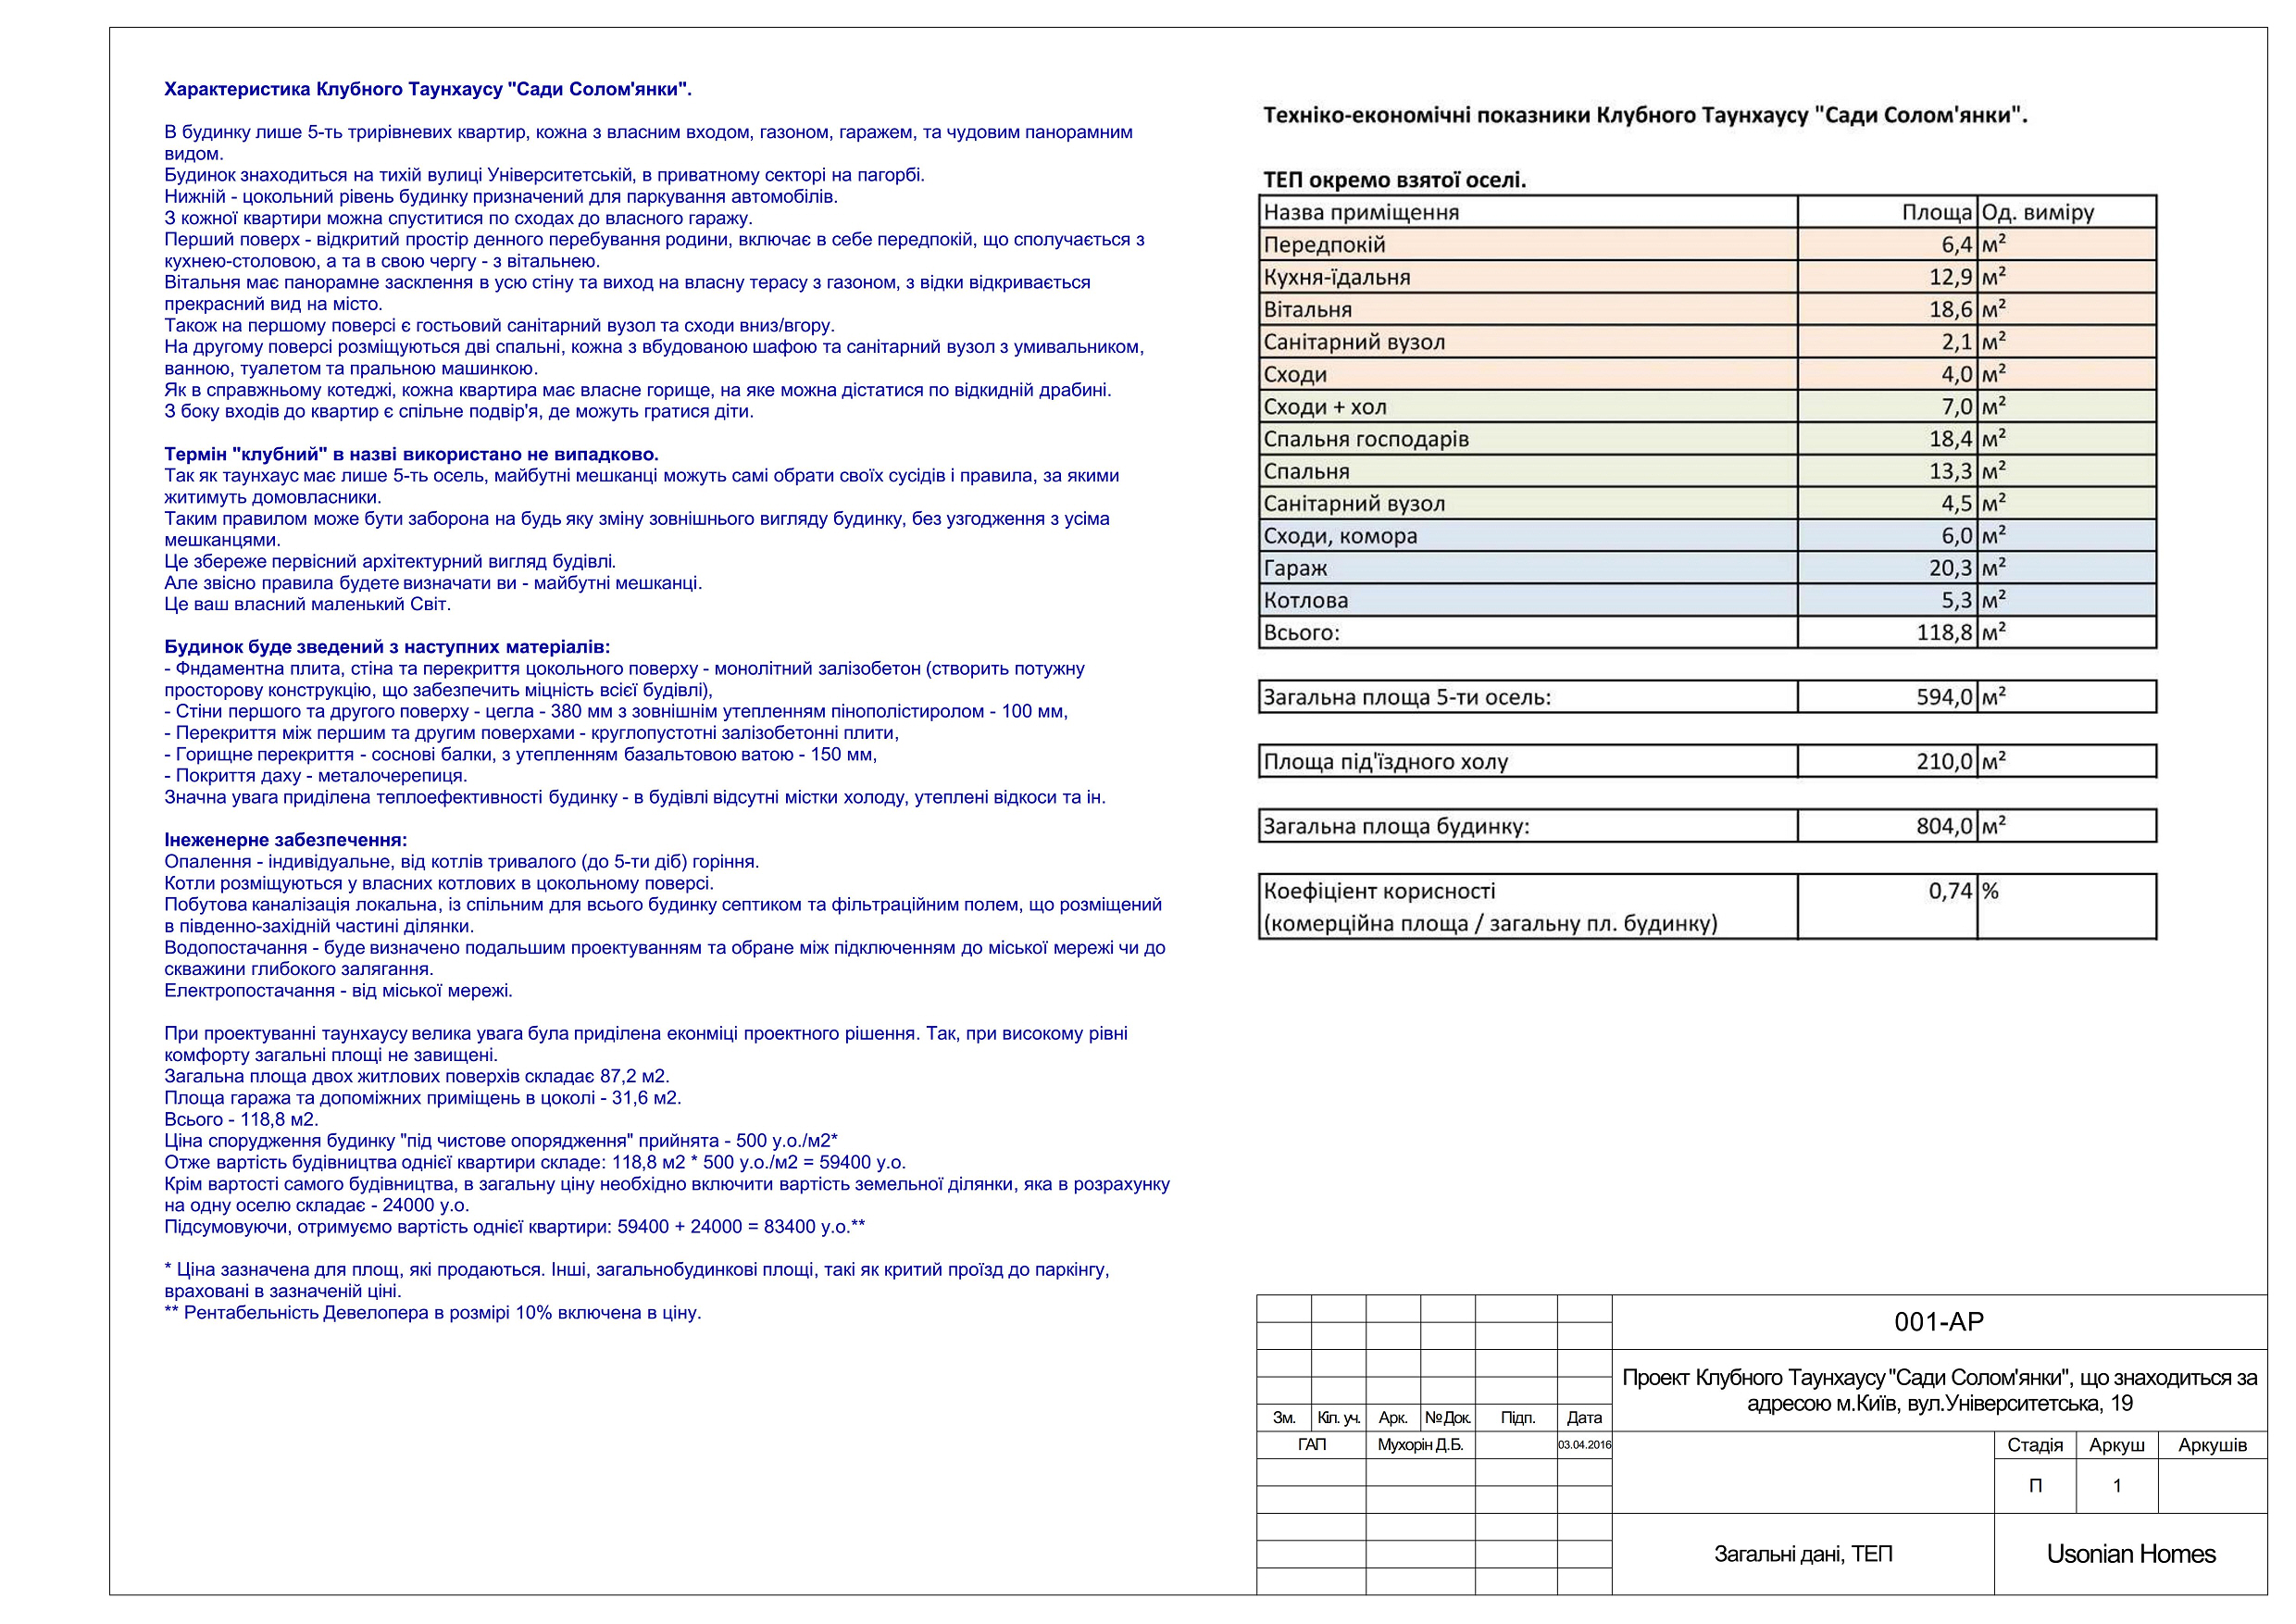 Характеристика Клубного Таунхаусу "Сади Солом'янки".
В будинку лише 5-ть трирівневих квартир, кожна з власним входом, газоном, гаражем, та чудовим панорамним
видом.
Будинок знаходиться на тихій вулиці Університетській, в приватному секторі на пагорбі.
Нижній - цокольний рівень будинку призначений для паркування автомобілів.
З кожної квартири можна спуститися по сходах до власного гаражу.
Перший поверх - відкритий простір денного перебування родини, включає в себе передпокій, що сполучається з
кухнею-столовою, а та в свою чергу - з вітальнею.
Вітальня має панорамне засклення в усю стіну та виход на власну терасу з газоном, з відки відкривається
прекрасний вид на місто.
Також на першому поверсі є гостьовий санітарний вузол та сходи вниз/вгору.
На другому поверсі розміщуються дві спальні, кожна з вбудованою шафою та санітарний вузол з умивальником,
ванною, туалетом та пральною машинкою.
Як в справжньому котеджі, кожна квартира має власне горище, на яке можна дістатися по відкидній драбині.
З боку входів до квартир є спільне подвір'я, де можуть гратися діти.
Термін "клубний" в назві використано не випадково.
Так як таунхаус має лише 5-ть осель, майбутні мешканці можуть самі обрати своїх сусідів і правила, за якими
житимуть домовласники.
Таким правилом може бути заборона на будь яку зміну зовнішнього вигляду будинку, без узгодження з усіма
мешканцями.
Це збереже первісний архітектурний вигляд будівлі.
Але звісно правила будете визначати ви - майбутні мешканці.
Це ваш власний маленький Світ.
Будинок буде зведений з наступних матеріалів:
- Фндаментна плита, стіна та перекриття цокольного поверху - монолітний залізобетон (створить потужну
просторову конструкцію, що забезпечить міцність всієї будівлі),
- Стіни першого та другого поверху - цегла - 380 мм з зовнішнім утепленням пінополістиролом - 100 мм,
- Перекриття між першим та другим поверхами - круглопустотні залізобетонні плити,
- Горищне перекриття - соснові балки, з утепленням базальтовою ватою - 150 мм,
- Покриття даху - металочерепиця.
Значна увага приділена теплоефективності будинку - в будівлі відсутні містки холоду, утеплені відкоси та ін.
Інеженерне забезпечення:
Опалення - індивідуальне, від котлів тривалого (до 5-ти діб) горіння.
Котли розміщуються у власних котлових в цокольному поверсі.
Побутова каналізація локальна, із спільним для всього будинку септиком та фільтраційним полем, що розміщений
в південно-західній частині ділянки.
Водопостачання - буде визначено подальшим проектуванням та обране між підключенням до міської мережі чи до
скважини глибокого залягання.
Електропостачання - від міської мережі.
При проектуванні таунхаусу велика увага була приділена еконміці проектного рішення. Так, при високому рівні
комфорту загальні площі не завищені.
Загальна площа двох житлових поверхів складає 87,2 м2.
Площа гаража та допоміжних приміщень в цоколі - 31,6 м2.
Всього - 118,8 м2.
Ціна спорудження будинку "під чистове опорядження" прийнята - 500 у.о./м2*
Отже вартість будівництва однієї квартири складе: 118,8 м2 * 500 у.о./м2 = 59400 у.о.
Крім вартості самого будівництва, в загальну ціну необхідно включити вартість земельної ділянки, яка в розрахунку
на одну оселю складає - 24000 у.о.
Підсумовуючи, отримуємо вартість однієї квартири: 59400 + 24000 = 83400 у.о.**
* Ціна зазначена для площ, які продаються. Інші, загальнобудинкові площі, такі як критий проїзд до паркінгу,
враховані в зазначеній ціні.
** Рентабельність Девелопера в розмірі 10% включена в ціну.
Техніко-економічні показники Клубного Таунхаусу "Сади Солом'янки".
ТЕП окремо взятої оселі.
Назва приміщення Площа Од. виміру
Передпокій 6,4 м²
Кухня-їдальня 12,9 м²
Вітальня 18,6 м²
Санітарний вузол 2,1 м²
Сходи 4,0 м²
Сходи + хол 7,0 м²
Спальня господарів 18,4 м²
Спальня 13,3 м²
Санітарний вузол 4,5 м²
Сходи, комора 6,0 м²
Гараж 20,3 м²
Котлова 5,3 м²
Всього: 118,8 м²
Загальна площа 5-ти осель: 594,0 м²
Площа під'їздного холу 210,0 м²
Загальна площа будинку: 804,0 м²
Коефіцієнт корисності 0,74 %
(комерційна площа / загальну пл. будинку)
001-АР
Проект Клубного Таунхаусу "Сади Солом'янки", що знаходиться за
адресою м.Київ, вул.Університетська, 19
Зм. Кіл. уч. Арк. № Док. Підп. Дата
ГАП Мухорін Д.Б. 03.04.2016
Стадія Аркуш Аркушів
П 1
Загальні дані, ТЕП
Usonian Homes